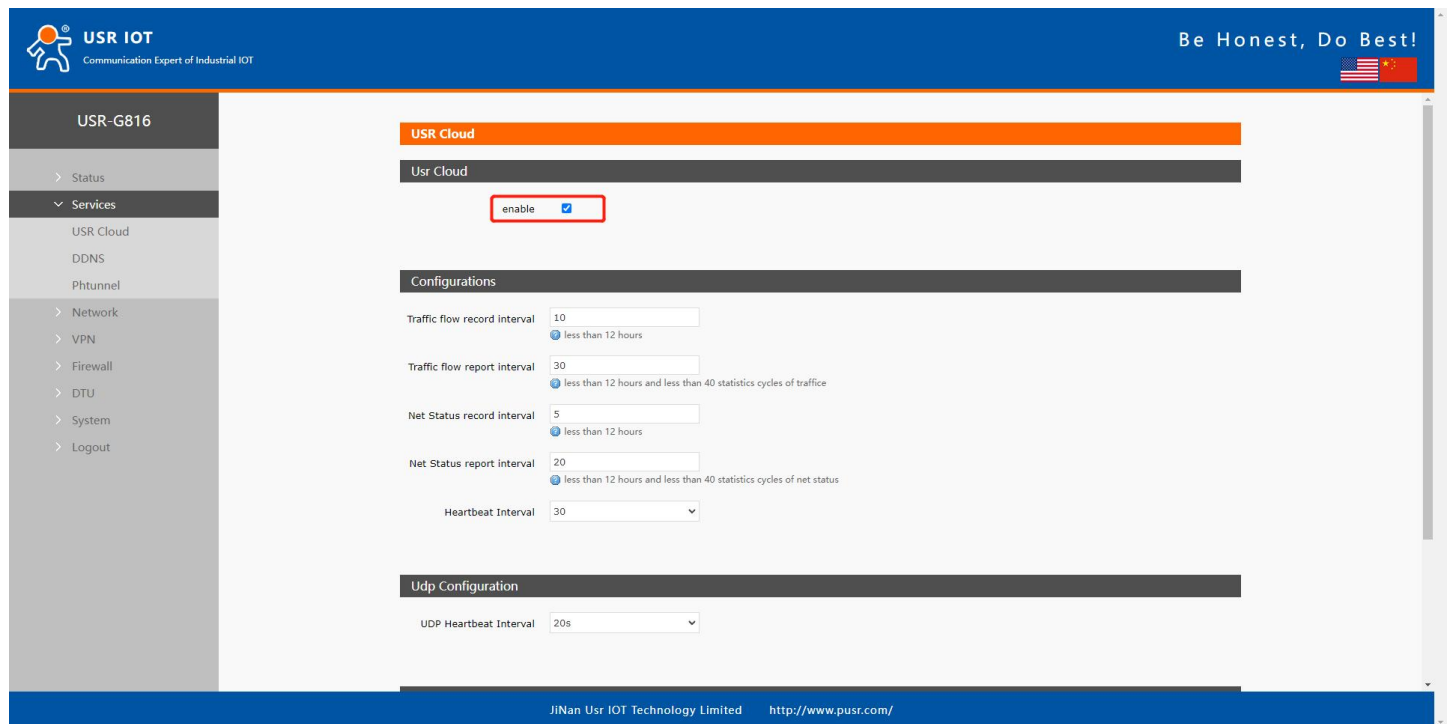 USR IOT
Communication Expert of Industrial IOT
Be Honest, Do Best!
USR-G816
Status
Services
USR Cloud
DDNS
Phtunnel
Network
VPN
Firewall
DTU
System
Logout
USR Cloud
Usr Cloud
enable
Configurations
Traffic flow record interval 10
less than 12 hours
Traffic flow report interval 30
less than 12 hours and less than 40 statistics cycles of traffice
Net Status record interval 5
less than 12 hours
Net Status report interval 20
less than 12 hours and less than 40 statistics cycles of net status
Heartbeat Interval 30
Udp Configuration
UDP Heartbeat Interval 20s
JiNan Usr IOT Technology Limited http://www.pusr.com/